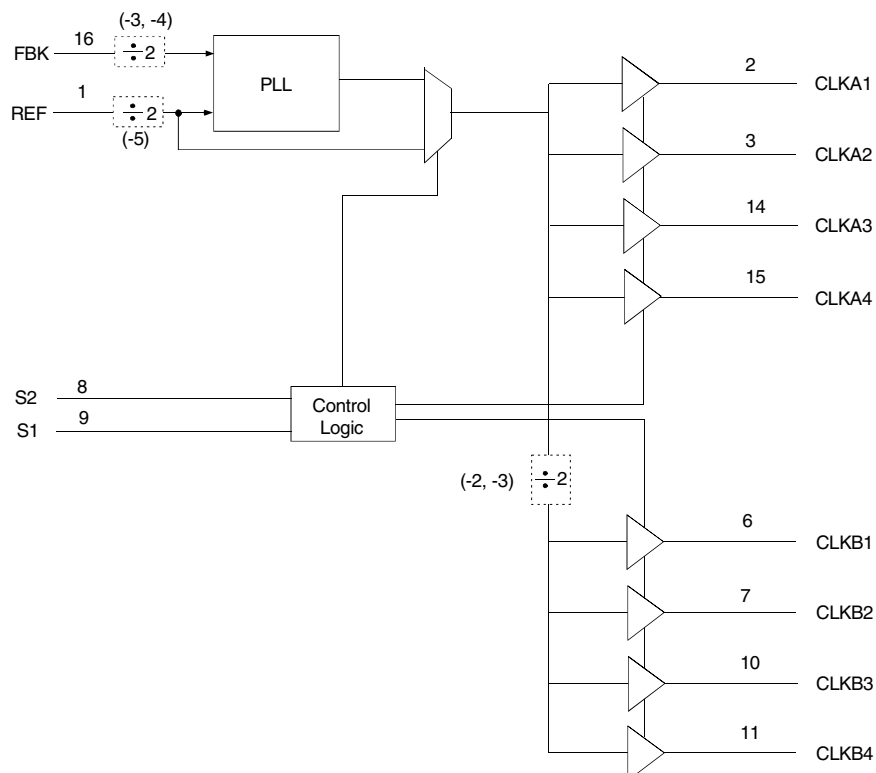 (-3, -4)
FBK 16 ÷2
PLL
REF 1 ÷2
(-5)
2 CLKA1
3 CLKA2
14 CLKA3
15 CLKA4
S2 8
S1 9
Control
Logic
(-2, -3) ÷2
6 CLKB1
7 CLKB2
10 CLKB3
11 CLKB4